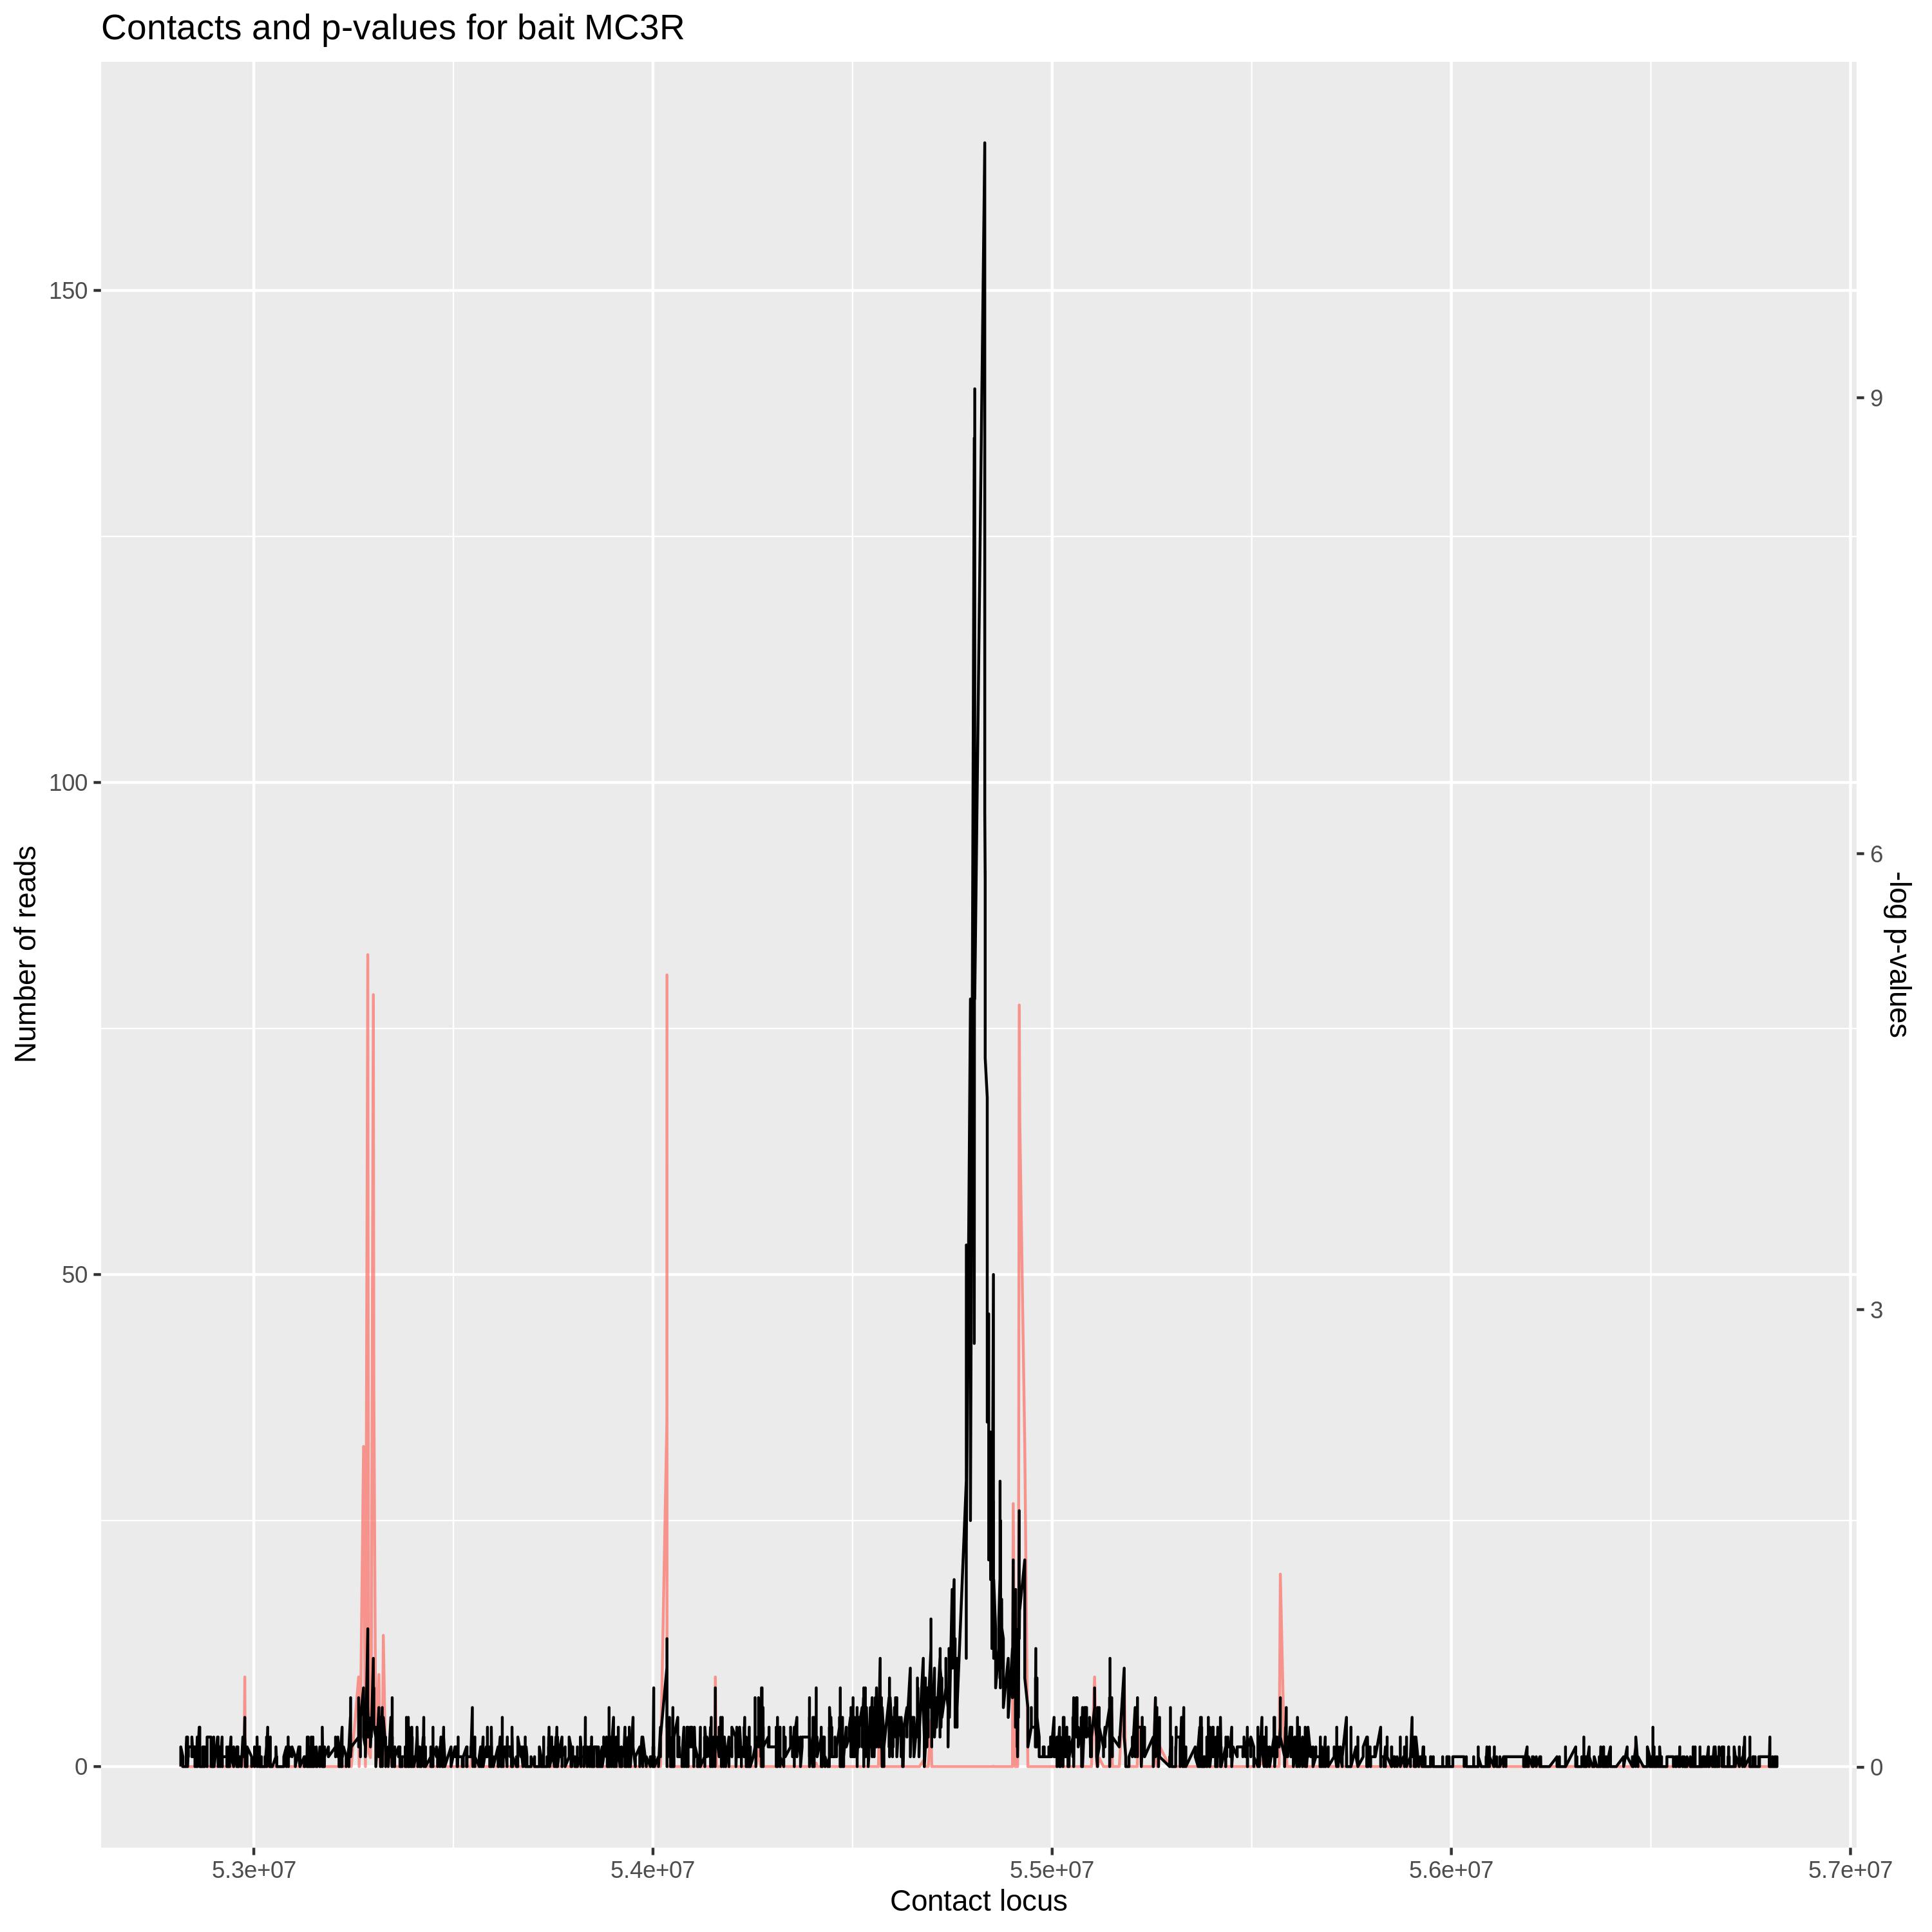 Contacts and p-values for bait MC3R
150
100
50
0
Number of reads
9
6
3
0
-log p-values
5.3e+07
5.4e+07
5.5e+07
5.6e+07
5.7e+07
Contact locus